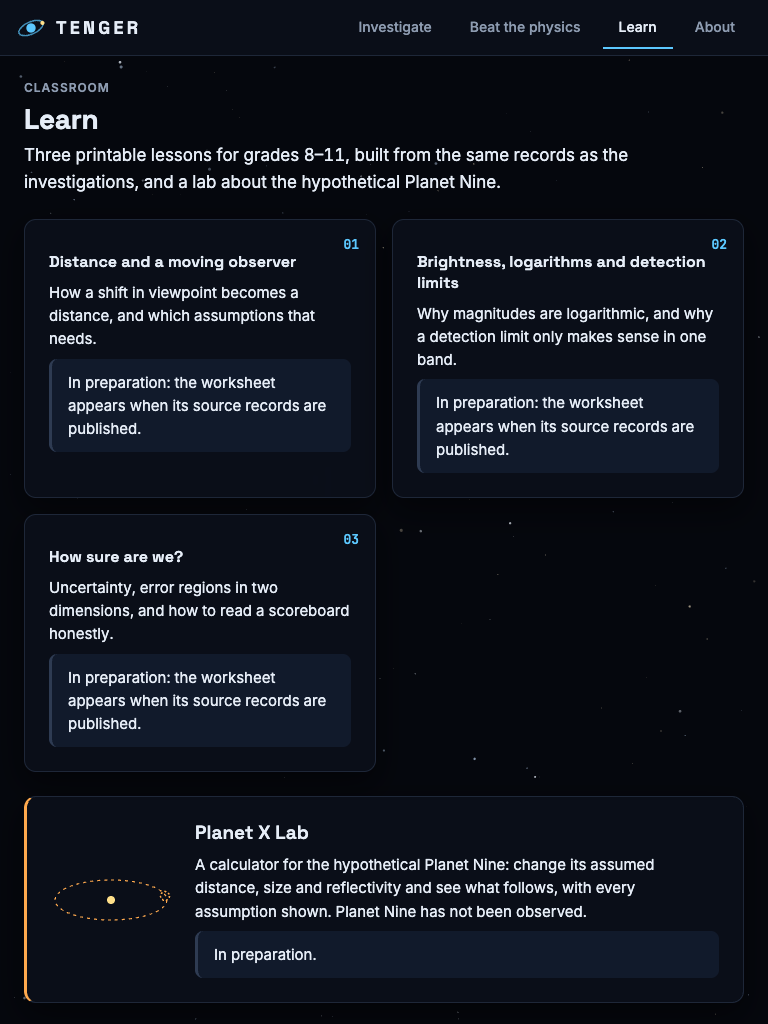 TENGER
Investigate
Beat the physics
Learn
About
CLASSROOM
Learn
Three printable lessons for grades 8–11, built from the same records as the
investigations, and a lab about the hypothetical Planet Nine.
01
Distance and a moving observer
How a shift in viewpoint becomes a
distance, and which assumptions that
needs.
In preparation: the worksheet
appears when its source records are
published.
02
Brightness, logarithms and detection
limits
Why magnitudes are logarithmic, and why
a detection limit only makes sense in one
band.
In preparation: the worksheet
appears when its source records are
published.
03
How sure are we?
Uncertainty, error regions in two
dimensions, and how to read a scoreboard
honestly.
In preparation: the worksheet
appears when its source records are
published.
Planet X Lab
A calculator for the hypothetical Planet Nine: change its assumed
distance, size and reflectivity and see what follows, with every
assumption shown. Planet Nine has not been observed.
In preparation.